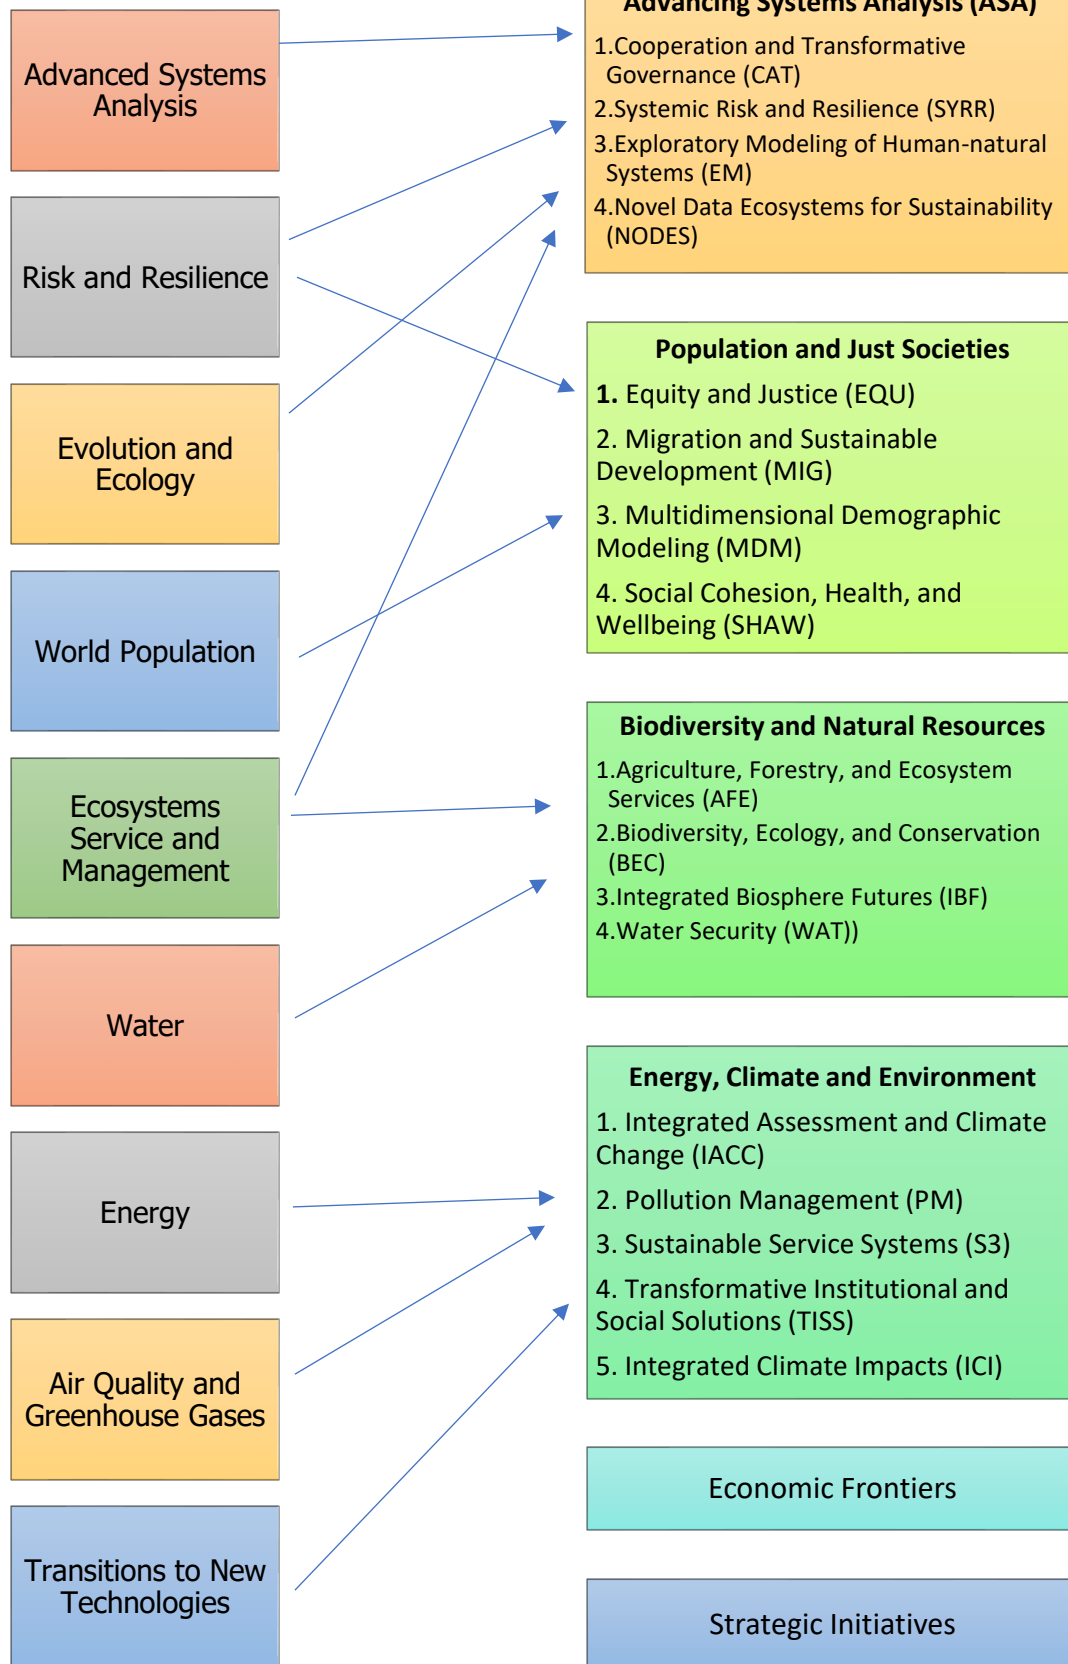 Advanced Systems
Analysis
Risk and Resilience
Evolution and
Ecology
World Population
Ecosystems
Service and
Management
Water
Energy
Air Quality and
Greenhouse Gases
Transitions to New
Technologies
Advancing Systems Analysis (ASA)
1.Cooperation and Transformative
Governance (CAT)
2.Systemic Risk and Resilience (SYRR)
3.Exploratory Modeling of Human-natural
Systems (EM)
4.Novel Data Ecosystems for Sustainability
(NODES)
Population and Just Societies
1. Equity and Justice (EQU)
2. Migration and Sustainable
Development (MIG)
3. Multidimensional Demographic
Modeling (MDM)
4. Social Cohesion, Health, and
Wellbeing (SHAW)
Biodiversity and Natural Resources
1.Agriculture, Forestry, and Ecosystem
Services (AFE)
2.Biodiversity, Ecology, and Conservation
(BEC)
3.Integrated Biosphere Futures (IBF)
4.Water Security (WAT))
Energy, Climate and Environment
1. Integrated Assessment and Climate
Change (IACC)
2. Pollution Management (PM)
3. Sustainable Service Systems (S3)
4. Transformative Institutional and
Social Solutions (TISS)
5. Integrated Climate Impacts (ICI)
Economic Frontiers
Strategic Initiatives